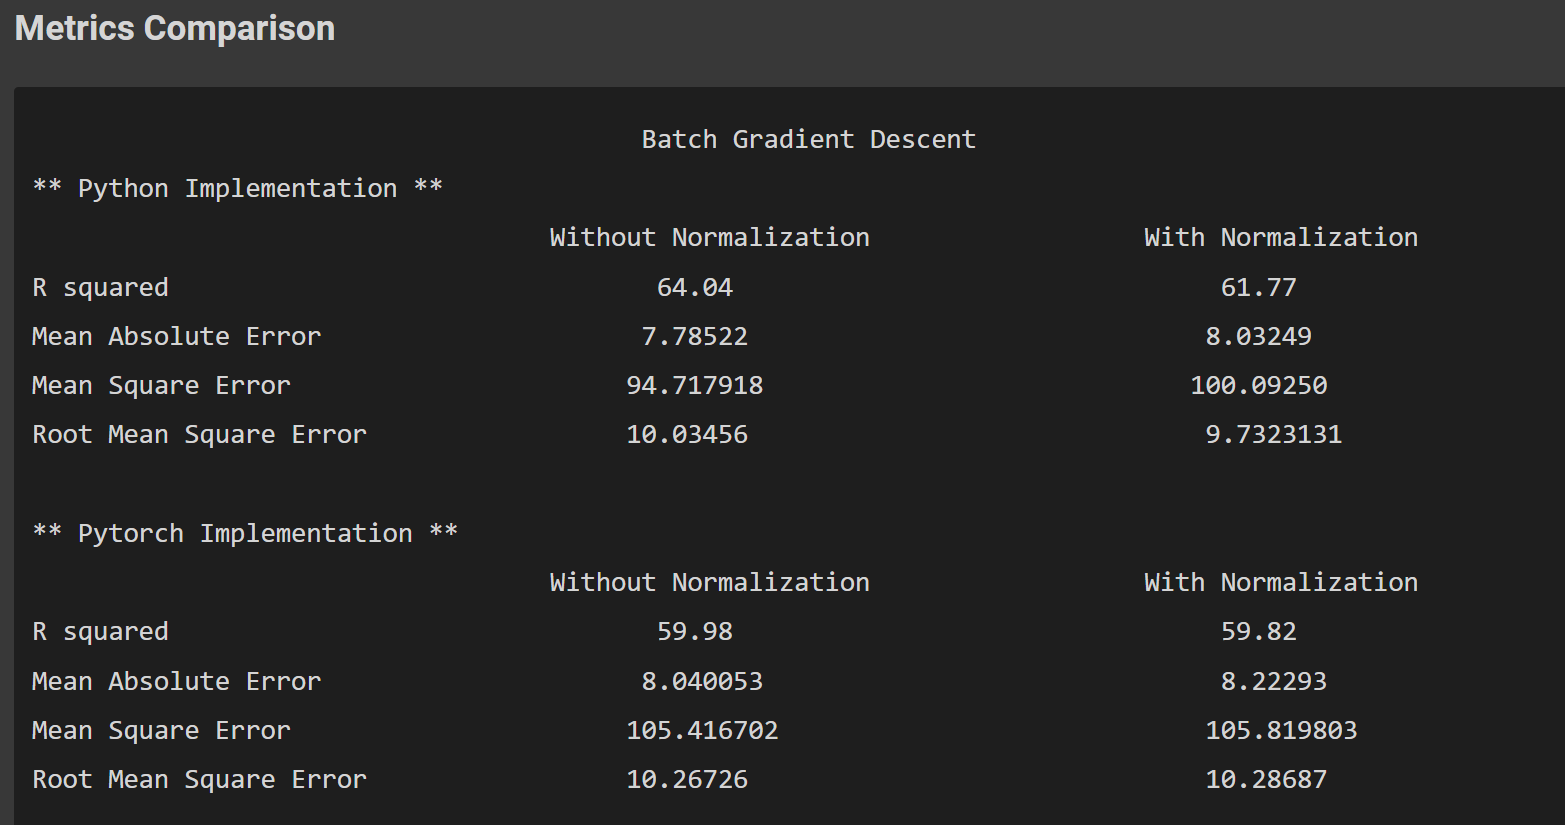 Metrics Comparison
Batch Gradient Descent
** Python Implementation **
Without Normalization With Normalization
R squared 64.04 61.77
Mean Absolute Error 7.78522 8.03249
Mean Square Error 94.717918 100.09250
Root Mean Square Error 10.03456 9.7323131
** Pytorch Implementation **
Without Normalization With Normalization
R squared 59.98 59.82
Mean Absolute Error 8.040053 8.22293
Mean Square Error 105.416702 105.819803
Root Mean Square Error 10.26726 10.28687